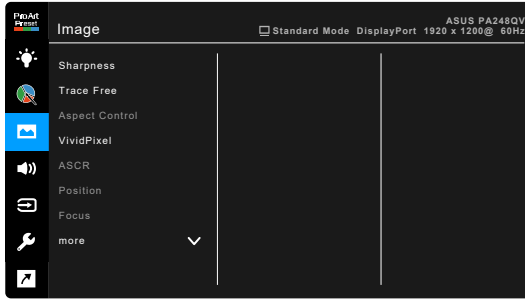 ProArt
Preset
Image
ASUS PA248QV
Standard Mode DisplayPort 1920 x 1200@ 60Hz
Sharpness
Trace Free
Aspect Control
VividPixel
ASCR
Position
Focus
more